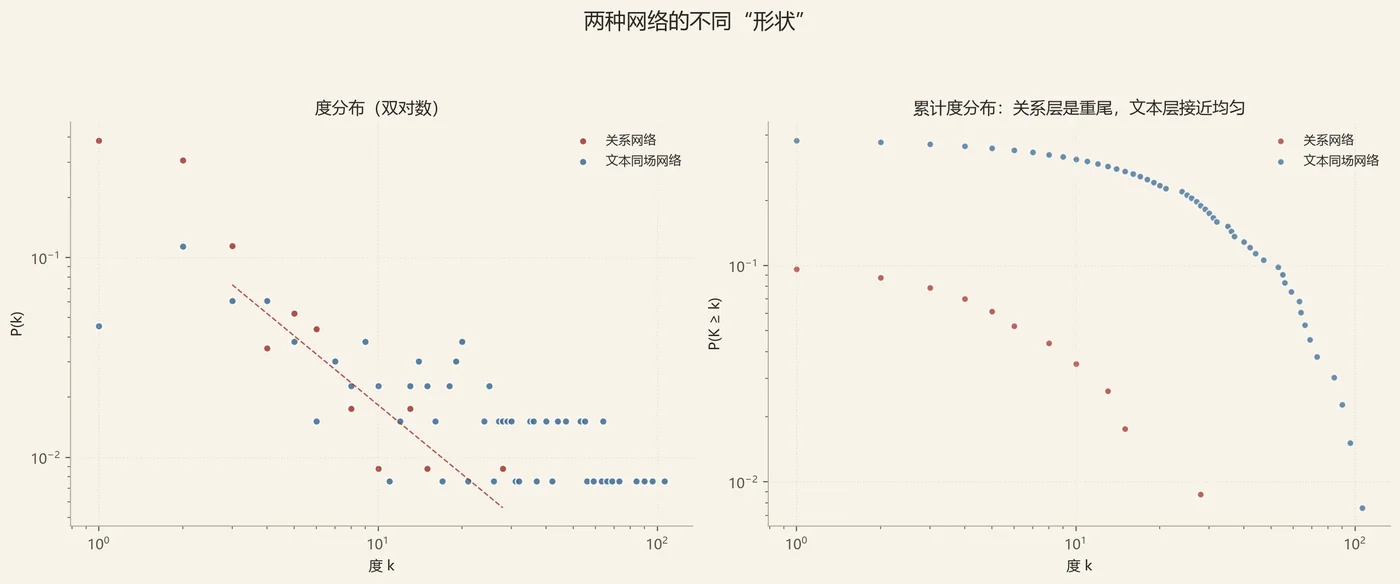 两种网络的不同“形状”
度分布（双对数）
关系网络
文本同场网络
P(k)
10⁻¹
10⁻²
10⁰
10¹
10²
度 k
累计度分布：关系层是重尾，文本层接近均匀
关系网络
文本同场网络
P(K ≥ k)
10⁻¹
10⁻²
10⁰
10¹
10²
度 k